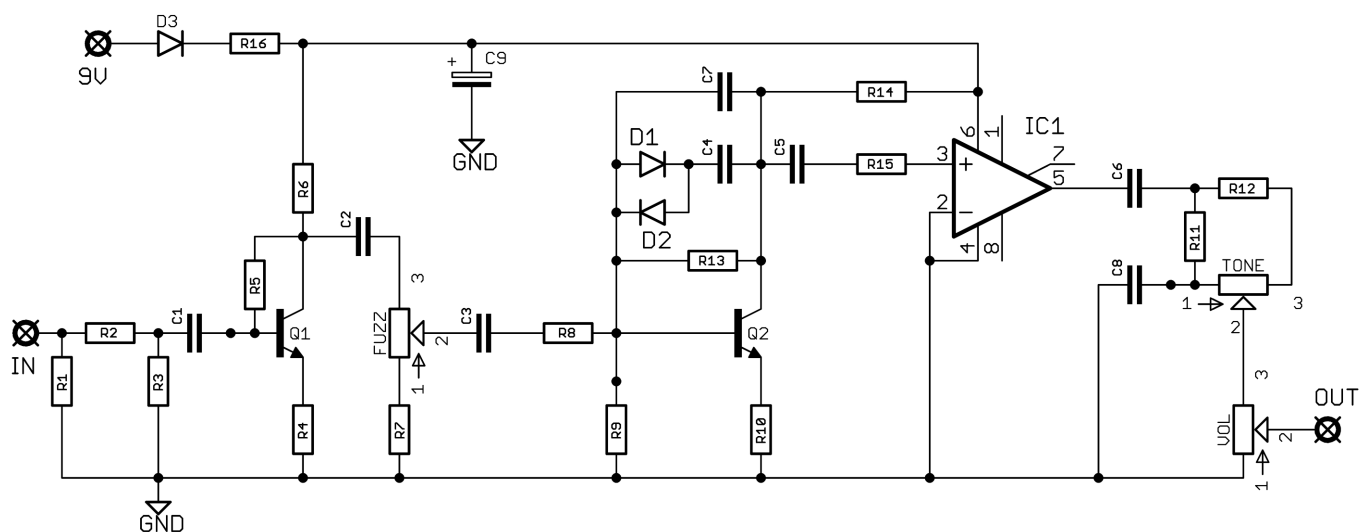 D3
R16
9V
+
C9
GND
C7
R14
IC1
6
1
D1
C4
C5
R15
3
+
7
5
C6
R6
C2
D2
2
−
4
8
R12
R11
R13
C8
TONE
1
3
2
R5
3
IN
R2
C1
Q1
FUZZ
2
1
C3
R8
Q2
R1
R3
R4
R7
R9
R10
3
VOL
2
1
OUT
GND